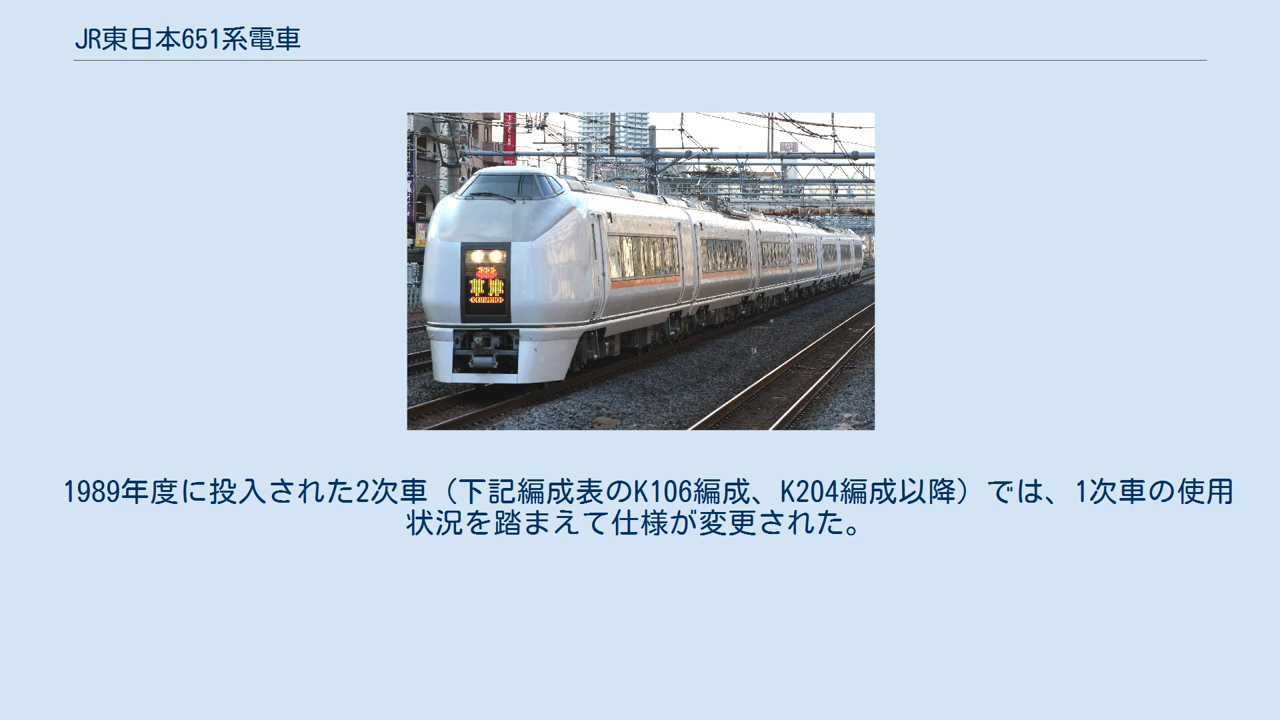 JR東日本651系電車
草津
1989年度に投入された2次車（下記編成表のK106編成、K204編成以降）では、1次車の使用
状況を踏まえて仕様が変更された。